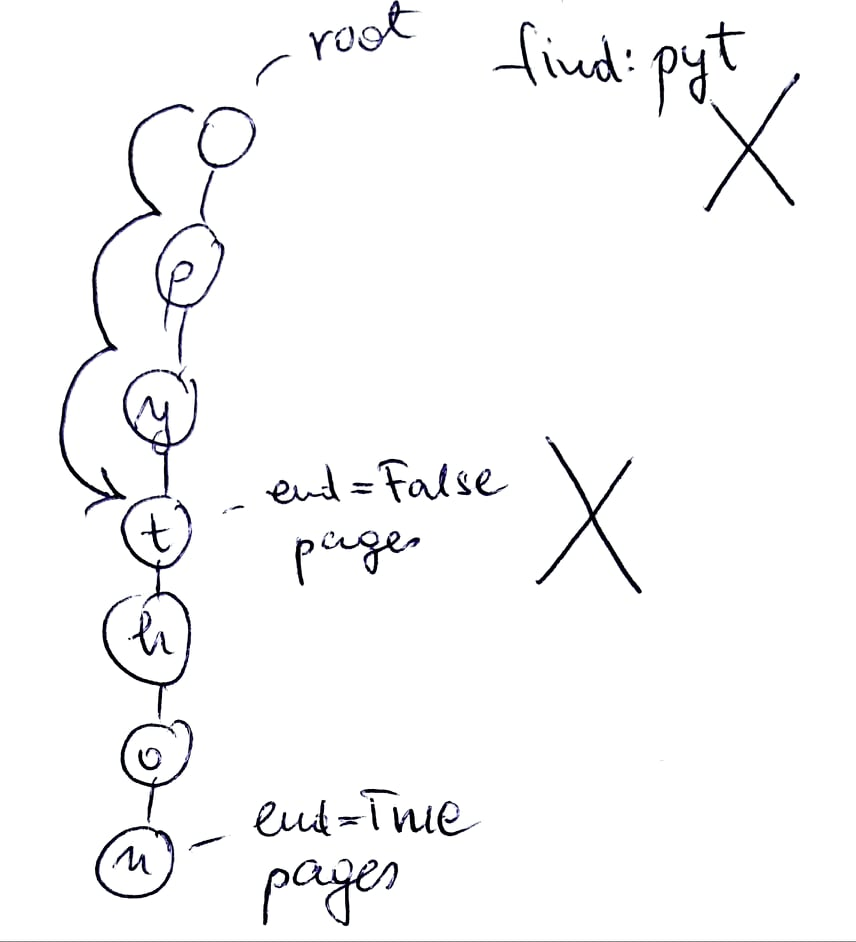 root
find: pyt
p
y
t
end=False
pages
h
o
n
end=True
pages